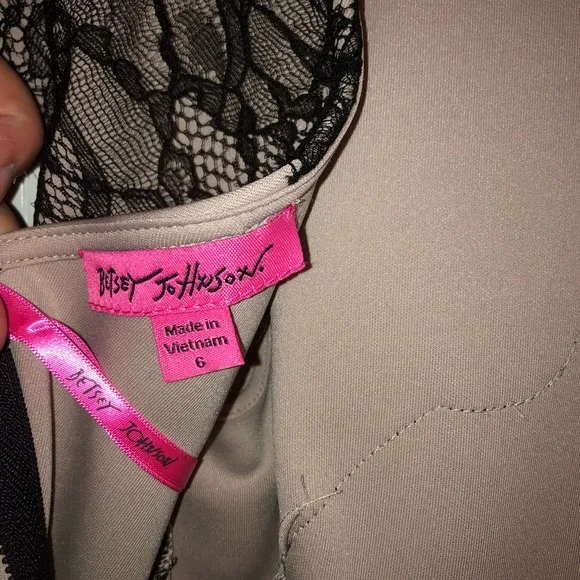 BETSEY JOHNSON.
Made in
Vietnam
6
BETSEY
JOHNSON